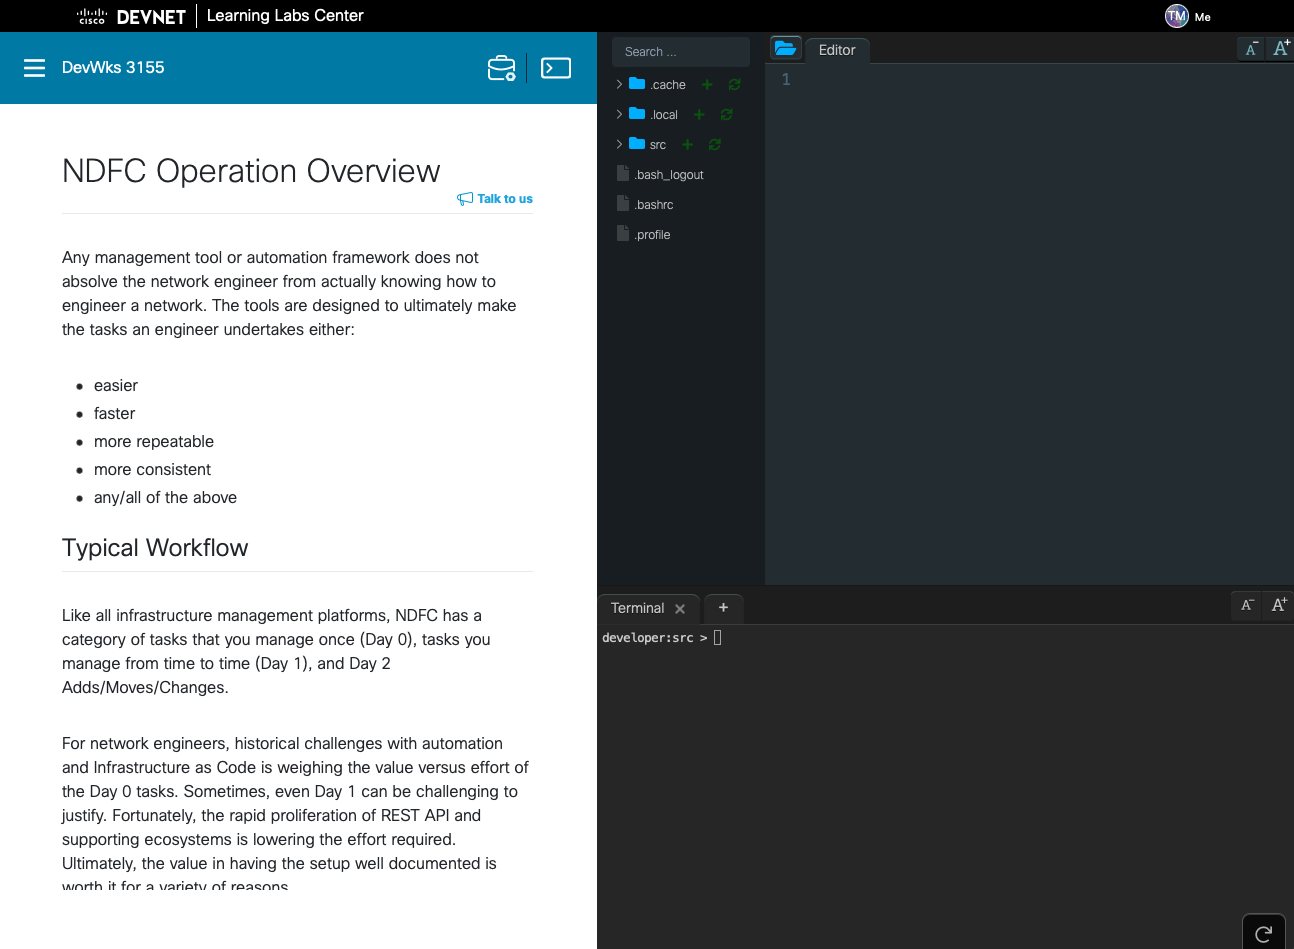 cisco DEVNET Learning Labs Center
TM Me
DevWks 3155
NDFC Operation Overview
Talk to us
Any management tool or automation framework does not
absolve the network engineer from actually knowing how to
engineer a network. The tools are designed to ultimately make
the tasks an engineer undertakes either:
easier
faster
more repeatable
more consistent
any/all of the above
Typical Workflow
Like all infrastructure management platforms, NDFC has a
category of tasks that you manage once (Day 0), tasks you
manage from time to time (Day 1), and Day 2
Adds/Moves/Changes.
For network engineers, historical challenges with automation
and Infrastructure as Code is weighing the value versus effort of
the Day 0 tasks. Sometimes, even Day 1 can be challenging to
justify. Fortunately, the rapid proliferation of REST API and
supporting ecosystems is lowering the effort required.
Ultimately, the value in having the setup well documented is
worth it for a variety of reasons
Search ...
.cache
.local
src
.bash_logout
.bashrc
.profile
Editor
A- A+
1
Terminal
A- A+
developer:src >